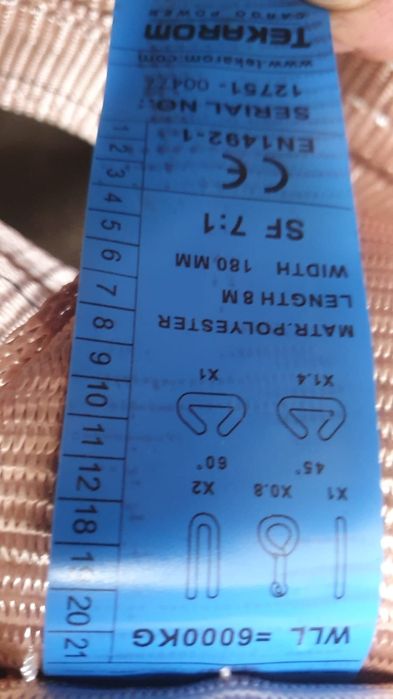 WLL =6000KG
X1 X0.8 X2
45° 60°
X1.4 X1
MATR.POLYESTER
LENGTH 8 M
WIDTH 180 MM
SF 7:1
CE
EN1492-1
SERIAL NO.:
12751-
www.tekarom.com
TEKAROM
CARGO POWER
1 2 3 4 5 6 7 8 9 10 11 12 18 20 21